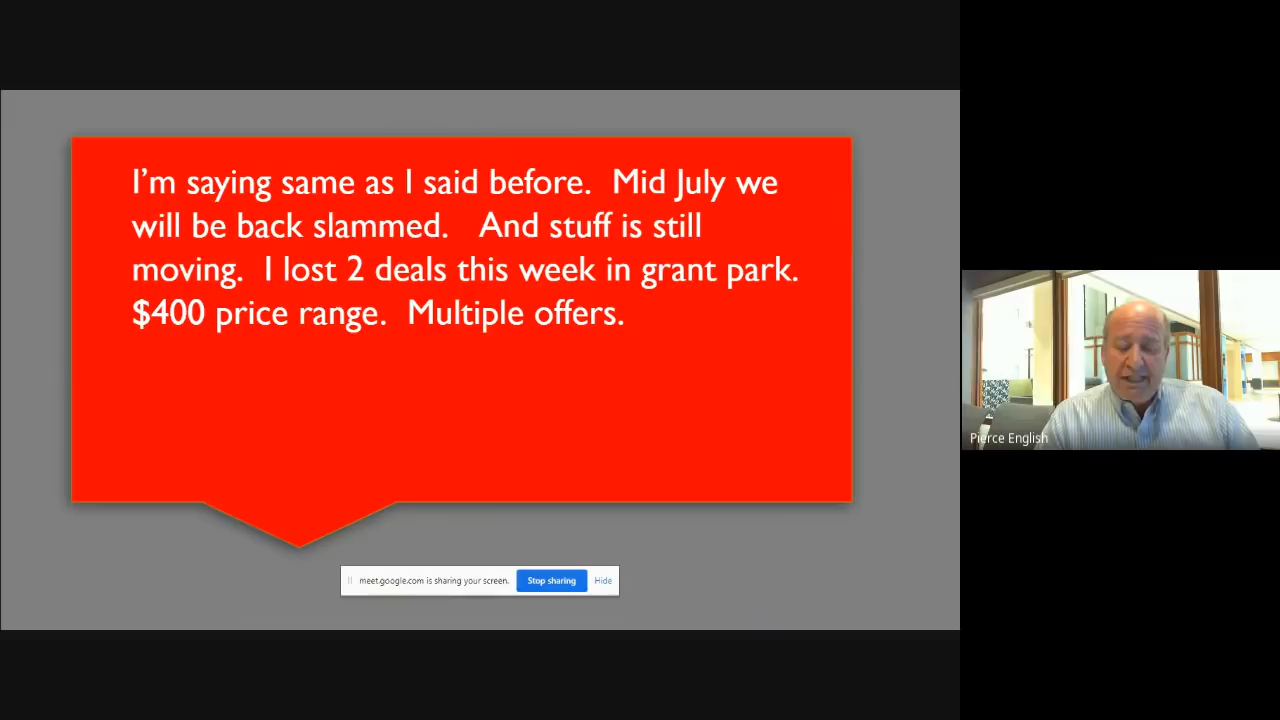 I'm saying same as I said before.  Mid July we
will be back slammed.   And stuff is still
moving.  I lost 2 deals this week in grant park.
$400 price range.  Multiple offers.
Pierce English
meet.google.com is sharing your screen. Stop sharing Hide